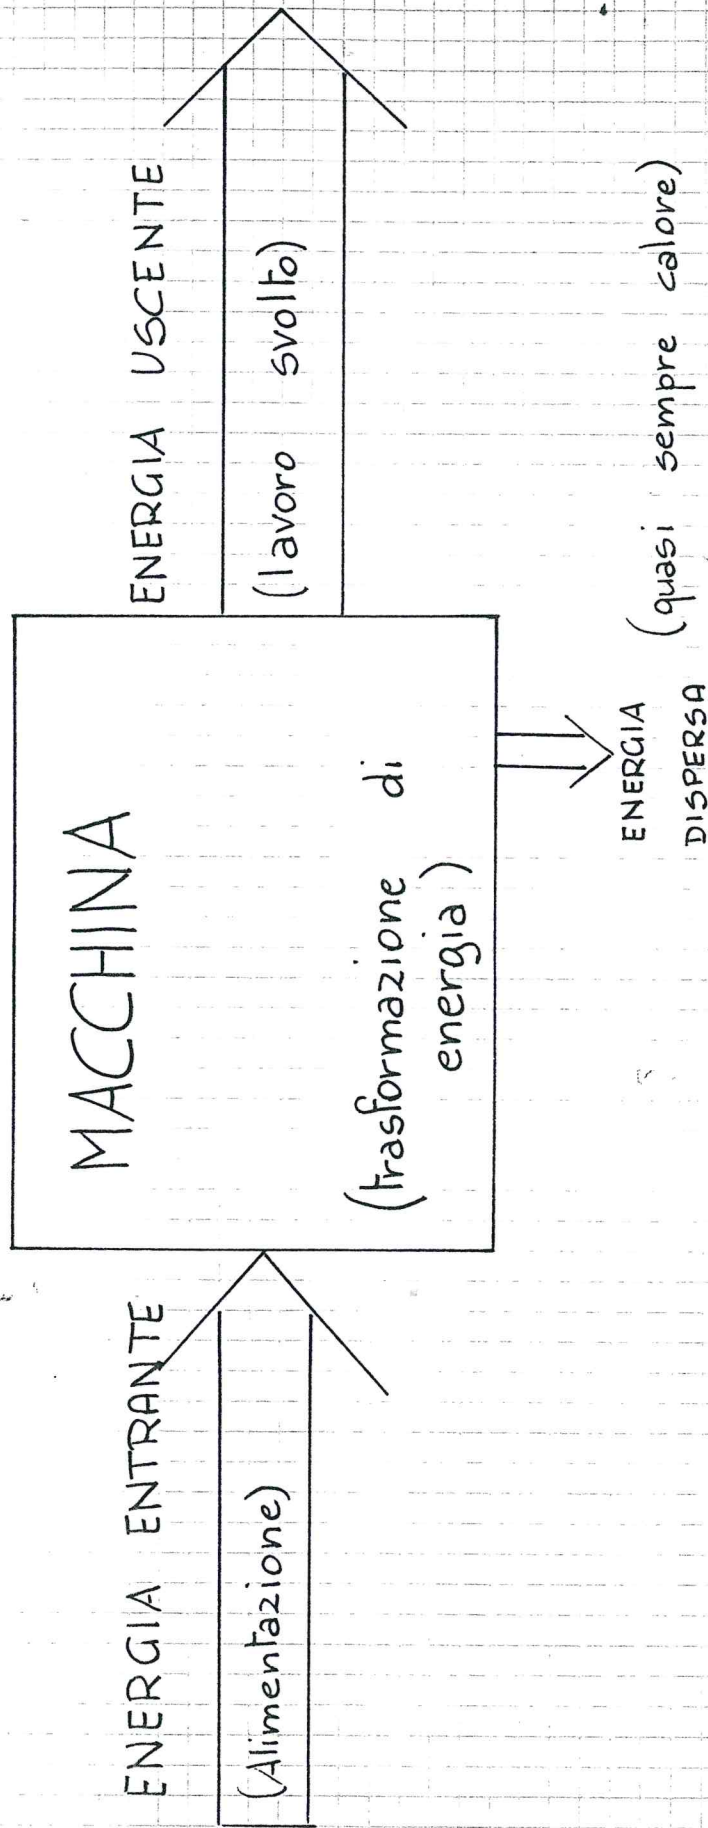 ENERGIA ENTRANTE
(Alimentazione)
MACCHINA
(trasformazione di
energia)
ENERGIA USCENTE
(lavoro svolto)
ENERGIA
DISPERSA
(quasi sempre calore)